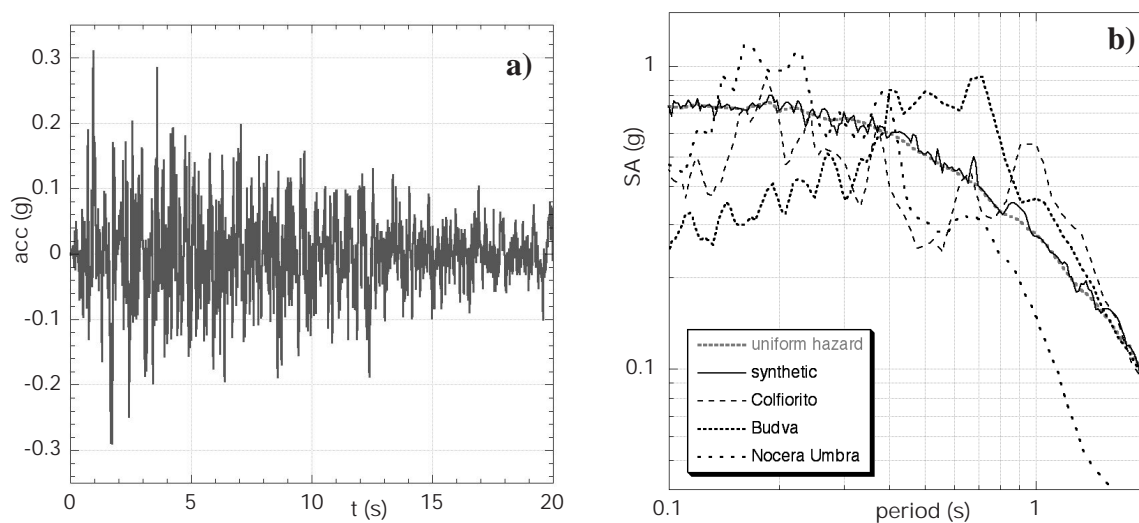 a)
acc (g)
0.3
0.2
0.1
0
-0.1
-0.2
-0.3
0
5
10
15
20
t (s)
b)
SA (g)
1
0.1
uniform hazard
synthetic
Colfiorito
Budva
Nocera Umbra
0.1
1
period (s)